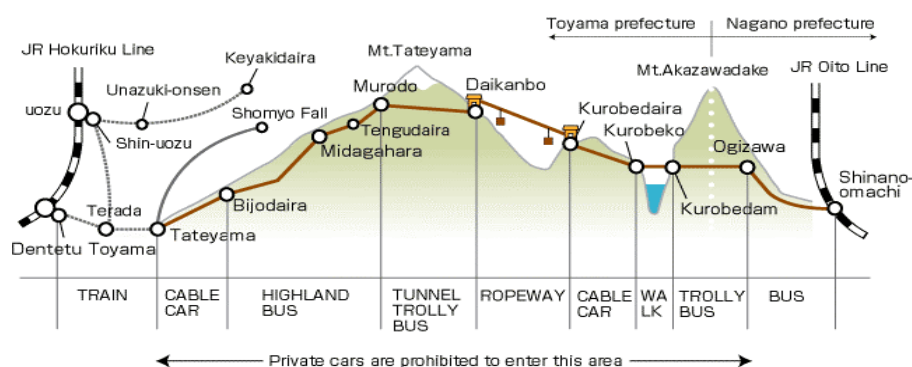 Toyama prefecture
Nagano prefecture
JR Hokuriku Line
Keyakidaira
Mt.Tateyama
Mt.Akazawadake
JR Oito Line
Unazuki-onsen
Murodo
Daikanbo
uozu
Shomyo Fall
Kurobedaira
Shin-uozu
Tengudaira
Kurobeko
Ogizawa
Midagahara
Shinano-
omachi
Terada
Bijodaira
Kurobedam
Dentetu Toyama
Tateyama
TRAIN
CABLE
CAR
HIGHLAND
BUS
TUNNEL
TROLLY
BUS
ROPEWAY
CABLE
CAR
WA
LK
TROLLY
BUS
BUS
Private cars are prohibited to enter this area